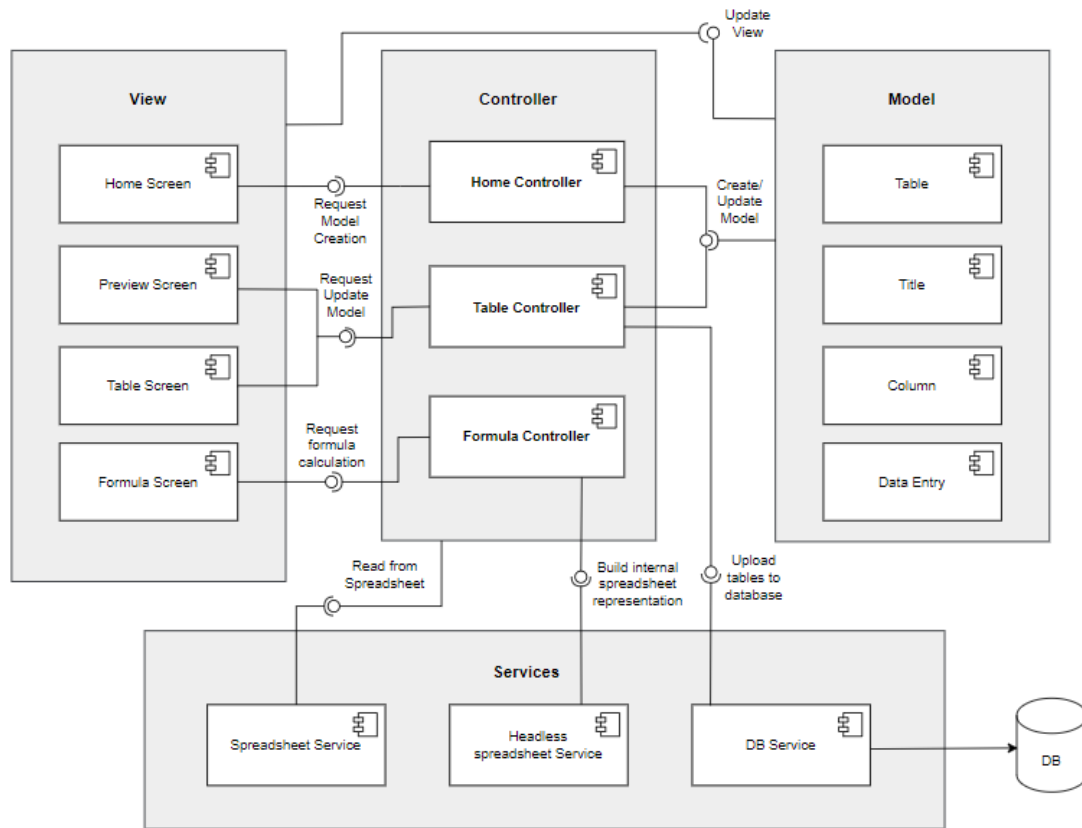 Update
View
View
Controller
Model
Home Screen
Request
Model
Creation
Home Controller
Create/
Update
Model
Table
Preview Screen
Request
Update
Model
Table Controller
Title
Table Screen
Column
Formula Screen
Request
formula
calculation
Formula Controller
Data Entry
Read from
Spreadsheet
Build internal
spreadsheet
representation
Upload
tables to
database
Services
Spreadsheet Service
Headless
spreadsheet Service
DB Service
DB